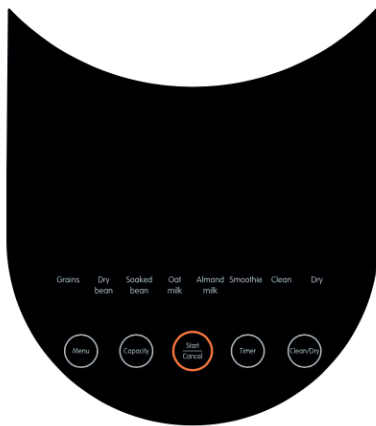 Grains Dry bean Soaked bean Oat milk Almond milk Smoothie Clean Dry
Menu Capacity Start Cancel Timer Clean/Dry